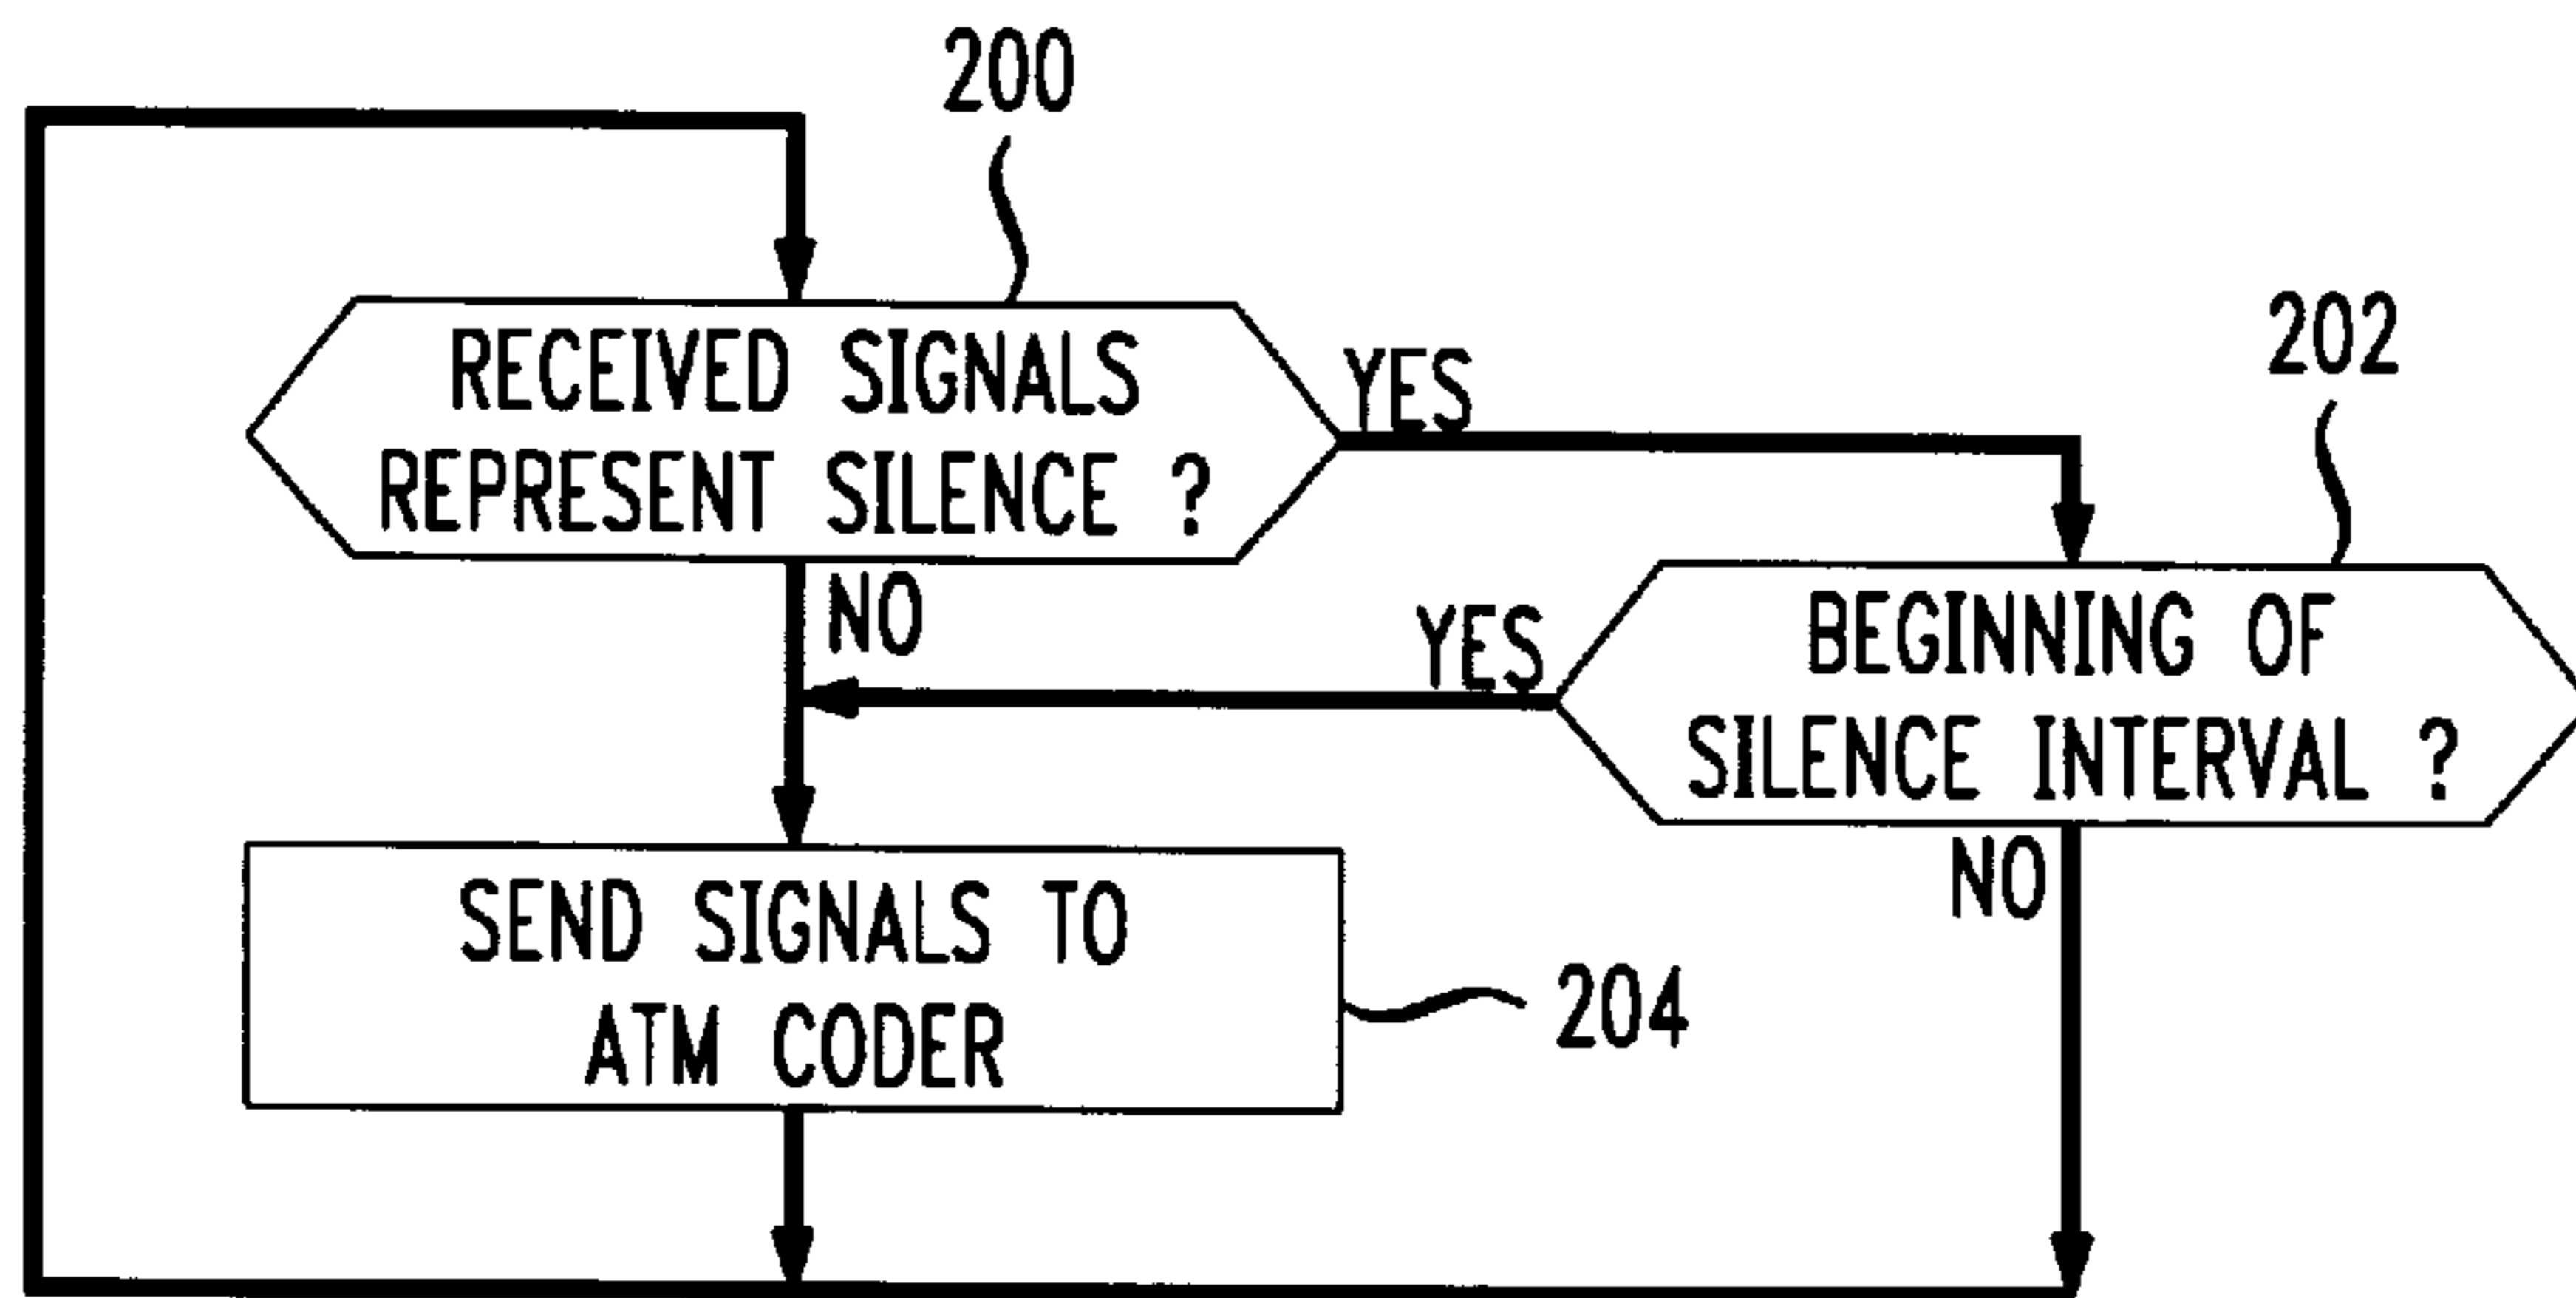 200
RECEIVED SIGNALS
REPRESENT SILENCE ?
YES
202
NO
YES
BEGINNING OF
SILENCE INTERVAL ?
NO
SEND SIGNALS TO
ATM CODER
204